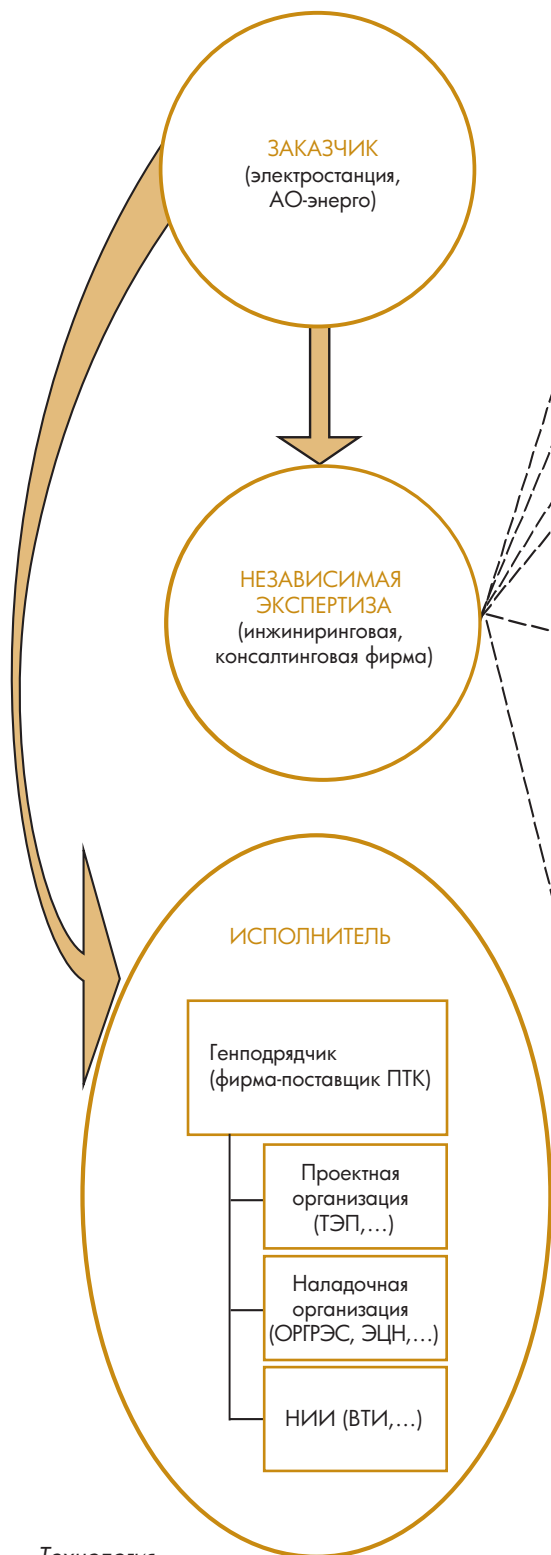 ЗАКАЗЧИК
(электростанция,
АО-энерго)
НЕЗАВИСИМАЯ
ЭКСПЕРТИЗА
(инжиниринговая,
консалтинговая фирма)
ИСПОЛНИТЕЛЬ
Генподрядчик
(фирма-поставщик ПТК)
Проектная
организация
(ТЭП,...)
Наладочная
организация
(ОРГРЭС, ЭЦН,...)
НИИ (ВТИ,...)